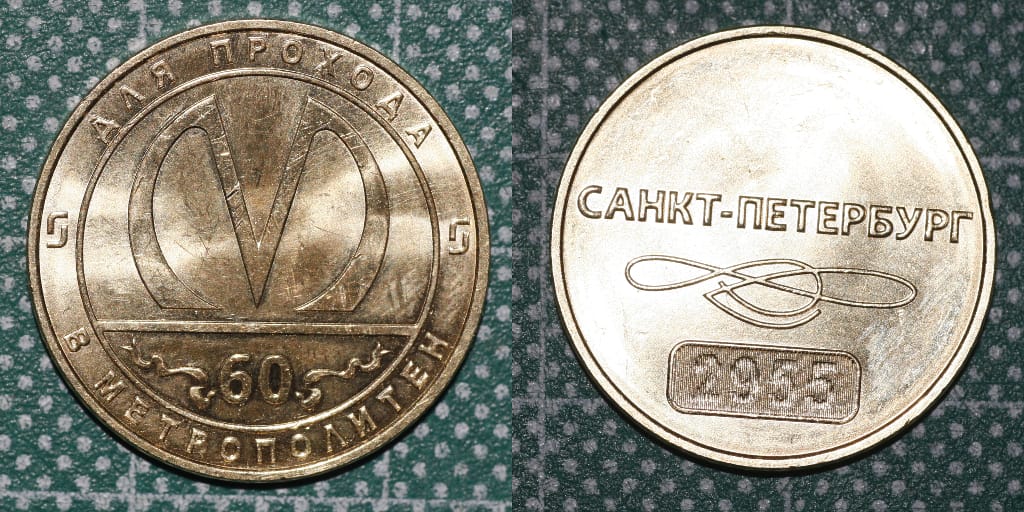 ДЛЯ ПРОХОДА
В МЕТРОПОЛИТЕН
60
САНКТ-ПЕТЕРБУРГ
2955